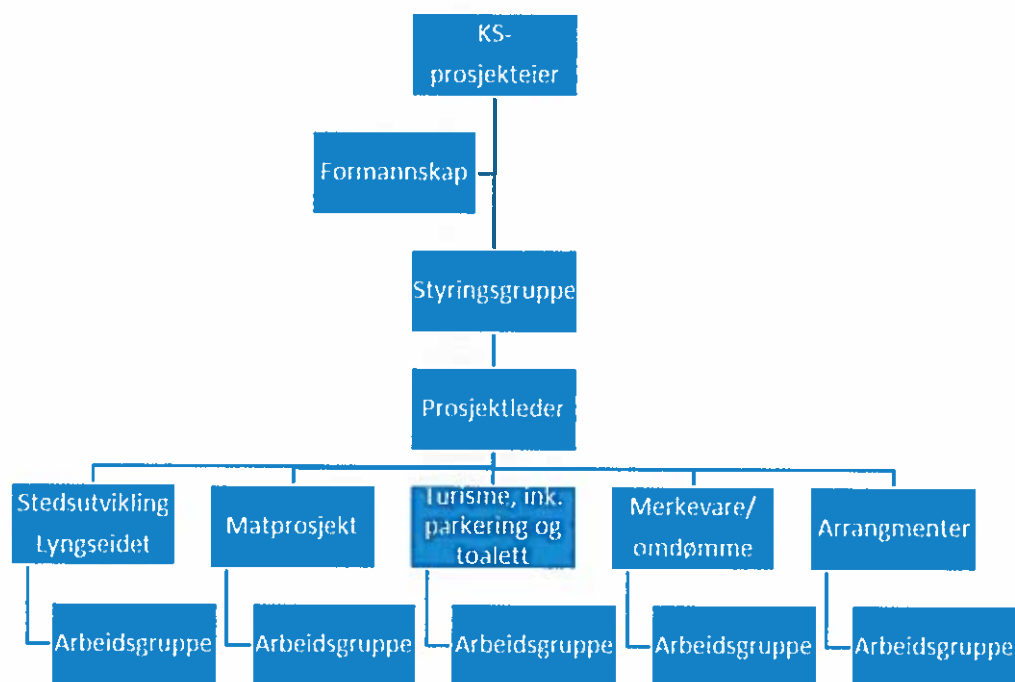 KS-
prosjekteier
Formannskap
Styringsgruppe
Prosjektleder
Stedsutvikling
Lyngseidet
Matprosjekt
Turisme, ink.
parkering og
toalett
Merkevare/
omdømme
Arrangmenter
Arbeidsgruppe
Arbeidsgruppe
Arbeidsgruppe
Arbeidsgruppe
Arbeidsgruppe